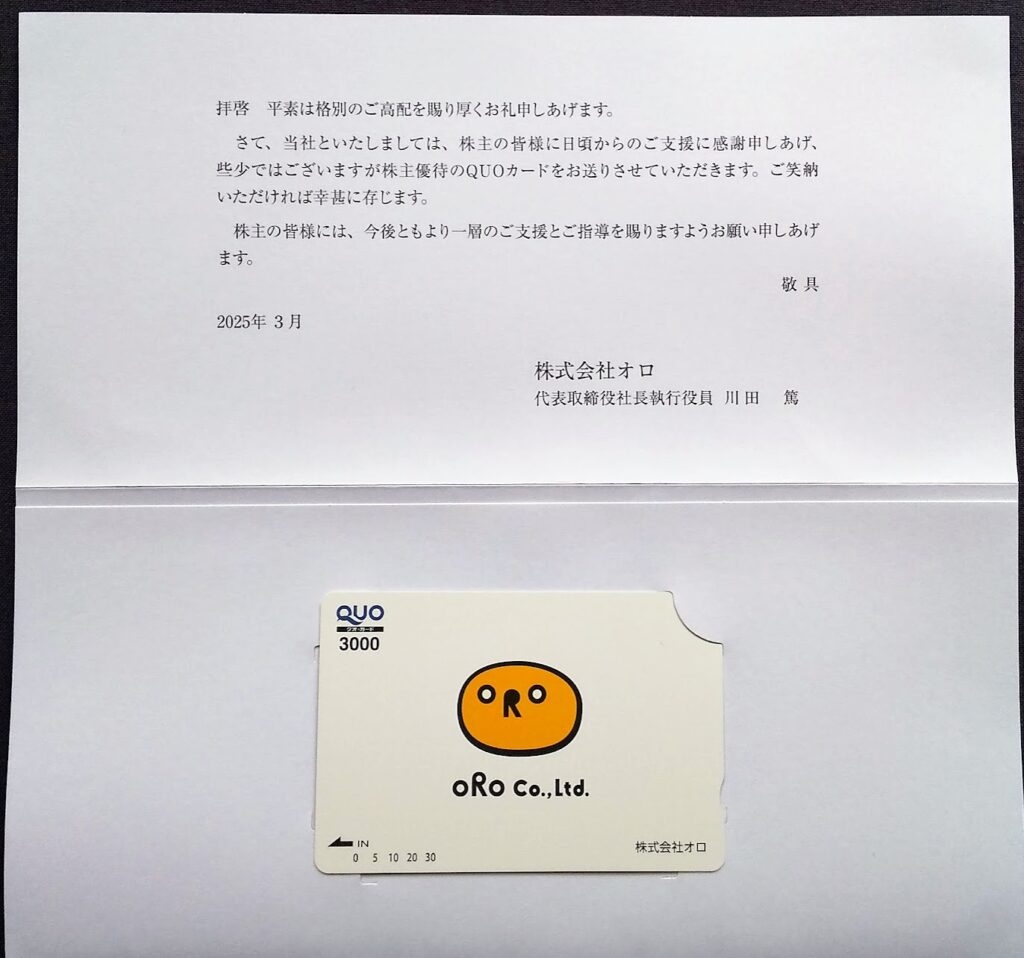 拝啓　平素は格別のご高配を賜り厚くお礼申しあげます。
さて、当社といたしましては、株主の皆様に日頃からのご支援に感謝申しあげ、
些少ではございますが株主優待のQUOカードをお送りさせていただきます。ご笑納
いただければ幸甚に存じます。
株主の皆様には、今後ともより一層のご支援とご指導を賜りますようお願い申しあげ
ます。
敬 具
2025年 3月
株式会社オロ
代表取締役社長執行役員 川田　篤
QUO
クオ・カード
3000
oRo
oRo Co.,Ltd.
IN
0 5 10 20 30
株式会社オロ